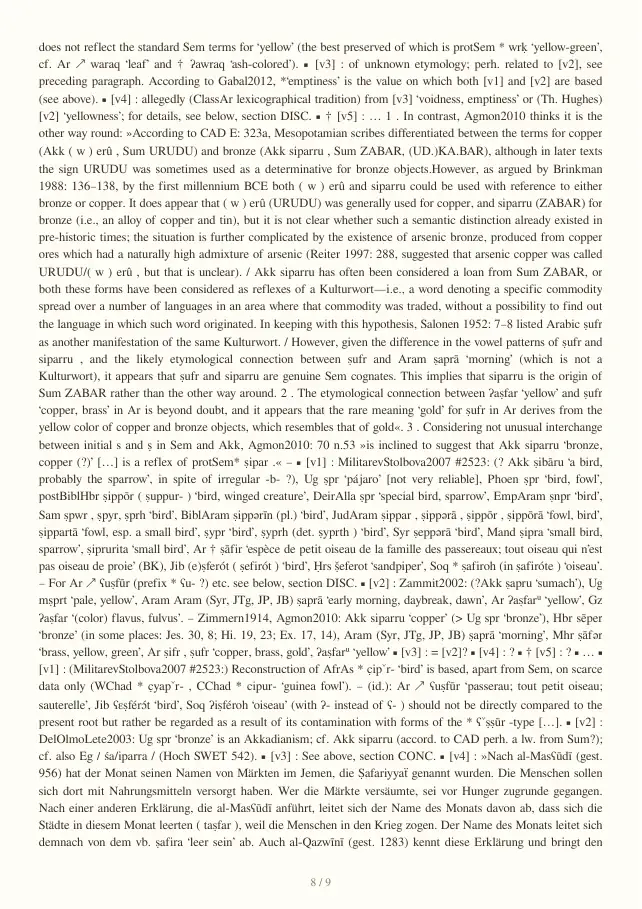 does not reflect the standard Sem terms for ‘yellow’ (the best preserved of which is protSem * wrḳ ‘yellow-green’,
cf. Ar ↗ waraq ‘leaf’ and † ʔawraq ‘ash-colored’). ▪ [v3] : of unknown etymology; perh. related to [v2], see
preceding paragraph. According to Gabal2012, *‘emptiness’ is the value on which both [v1] and [v2] are based
(see above). ▪ [v4] : allegedly (ClassAr lexicographical tradition) from [v3] ‘voidness, emptiness’ or (Th. Hughes)
[v2] ‘yellowness’; for details, see below, section DISC. ▪ † [v5] : … 1 . In contrast, Agmon2010 thinks it is the
other way round: »According to CAD E: 323a, Mesopotamian scribes differentiated between the terms for copper
(Akk ( w ) erû , Sum URUDU) and bronze (Akk siparru , Sum ZABAR, (UD.)KA.BAR), although in later texts
the sign URUDU was sometimes used as a determinative for bronze objects.However, as argued by Brinkman
1988: 136–138, by the first millennium BCE both ( w ) erû and siparru could be used with reference to either
bronze or copper. It does appear that ( w ) erû (URUDU) was generally used for copper, and siparru (ZABAR) for
bronze (i.e., an alloy of copper and tin), but it is not clear whether such a semantic distinction already existed in
pre-historic times; the situation is further complicated by the existence of arsenic bronze, produced from copper
ores which had a naturally high admixture of arsenic (Reiter 1997: 288, suggested that arsenic copper was called
URUDU/( w ) erû , but that is unclear). / Akk siparru has often been considered a loan from Sum ZABAR, or
both these forms have been considered as reflexes of a Kulturwort—i.e., a word denoting a specific commodity
spread over a number of languages in an area where that commodity was traded, without a possibility to find out
the language in which such word originated. In keeping with this hypothesis, Salonen 1952: 7–8 listed Arabic ṣufr
as another manifestation of the same Kulturwort. / However, given the difference in the vowel patterns of ṣufr and
siparru , and the likely etymological connection between ṣufr and Aram ṣaprā ‘morning’ (which is not a
Kulturwort), it appears that ṣufr and siparru are genuine Sem cognates. This implies that siparru is the origin of
Sum ZABAR rather than the other way around. 2 . The etymological connection between ʔaṣfar ‘yellow’ and ṣufr
‘copper, brass’ in Ar is beyond doubt, and it appears that the rare meaning ‘gold’ for ṣufr in Ar derives from the
yellow color of copper and bronze objects, which resembles that of gold«. 3 . Considering not unusual interchange
between initial s and ṣ in Sem and Akk, Agmon2010: 70 n.53 »is inclined to suggest that Akk siparru ‘bronze,
copper (?)’ […] is a reflex of protSem* ṣipar .« – ▪ [v1] : MilitarevStolbova2007 #2523: (? Akk ṣibāru ‘a bird,
probably the sparrow’, in spite of irregular -b- ?), Ug ṣpr ‘pájaro’ [not very reliable], Phoen ṣpr ‘bird, fowl’,
postBiblHbr ṣippōr ( ṣuppur- ) ‘bird, winged creature’, DeirAlla ṣpr ‘special bird, sparrow’, EmpAram ṣnpr ‘bird’,
Sam ṣpwr , ṣpyr, ṣprh ‘bird’, BiblAram ṣippərīn (pl.) ‘bird’, JudAram ṣippar , ṣippərā , ṣippōr , ṣippōrā ‘fowl, bird’,
ṣippartā ‘fowl, esp. a small bird’, ṣypr ‘bird’, ṣyprh (det. ṣyprth ) ‘bird’, Syr ṣeppərā ‘bird’, Mand ṣipra ‘small bird,
sparrow’, ṣiprurita ‘small bird’, Ar † ṣāfir ‘espèce de petit oiseau de la famille des passereaux; tout oiseau qui n’est
pas oiseau de proie’ (BK), Jib (e)ṣferót ( ṣefirót ) ‘bird’, Ḥrs ṣeferot ‘sandpiper’, Soq * ṣafiroh (in ṣafiróte ) ‘oiseau’.
– For Ar ↗ ʕuṣfūr (prefix * ʕu- ?) etc. see below, section DISC. ▪ [v2] : Zammit2002: (?Akk ṣapru ‘sumach’), Ug
mṣprt ‘pale, yellow’, Aram Aram (Syr, JTg, JP, JB) ṣaprā ‘early morning, daybreak, dawn’, Ar ʔaṣfarᵘ ‘yellow’, Gz
ʔaṣfar ‘(color) flavus, fulvus’. – Zimmern1914, Agmon2010: Akk siparru ‘copper’ (> Ug spr ‘bronze’), Hbr sēper
‘bronze’ (in some places: Jes. 30, 8; Hi. 19, 23; Ex. 17, 14), Aram (Syr, JTg, JP, JB) ṣaprā ‘morning’, Mhr ṣāfər
‘brass, yellow, green’, Ar ṣifr , ṣufr ‘copper, brass, gold’, ʔaṣfarᵘ ‘yellow’ ▪ [v3] : = [v2]? ▪ [v4] : ? ▪ † [v5] : ? ▪ … ▪
[v1] : (MilitarevStolbova2007 #2523:) Reconstruction of AfrAs * ċipˇr- ‘bird’ is based, apart from Sem, on scarce
data only (WChad * ċyapˇr- , CChad * cipur- ‘guinea fowl’). – (id.): Ar ↗ ʕuṣfūr ‘passerau; tout petit oiseau;
sauterelle’, Jib ʕɛṣférɔ́t ‘bird’, Soq ʔiṣféroh ‘oiseau’ (with ʔ- instead of ʕ- ) should not be directly compared to the
present root but rather be regarded as a result of its contamination with forms of the * ʕˇṣṣūr -type […]. ▪ [v2] :
DelOlmoLete2003: Ug spr ‘bronze’ is an Akkadianism; cf. Akk siparru (accord. to CAD perh. a lw. from Sum?);
cf. also Eg / śa/iparra / (Hoch SWET 542). ▪ [v3] : See above, section CONC. ▪ [v4] : »Nach al-Masʕūdī (gest.
956) hat der Monat seinen Namen von Märkten im Jemen, die Ṣafariyyaï genannt wurden. Die Menschen sollen
sich dort mit Nahrungsmitteln versorgt haben. Wer die Märkte versäumte, sei vor Hunger zugrunde gegangen.
Nach einer anderen Erklärung, die al-Masʕūdī anführt, leitet sich der Name des Monats davon ab, dass sich die
Städte in diesem Monat leerten ( taṣfar ), weil die Menschen in den Krieg zogen. Der Name des Monats leitet sich
demnach von dem vb. ṣafira ‘leer sein’ ab. Auch al-Qazwīnī (gest. 1283) kennt diese Erklärung und bringt den
8 / 9